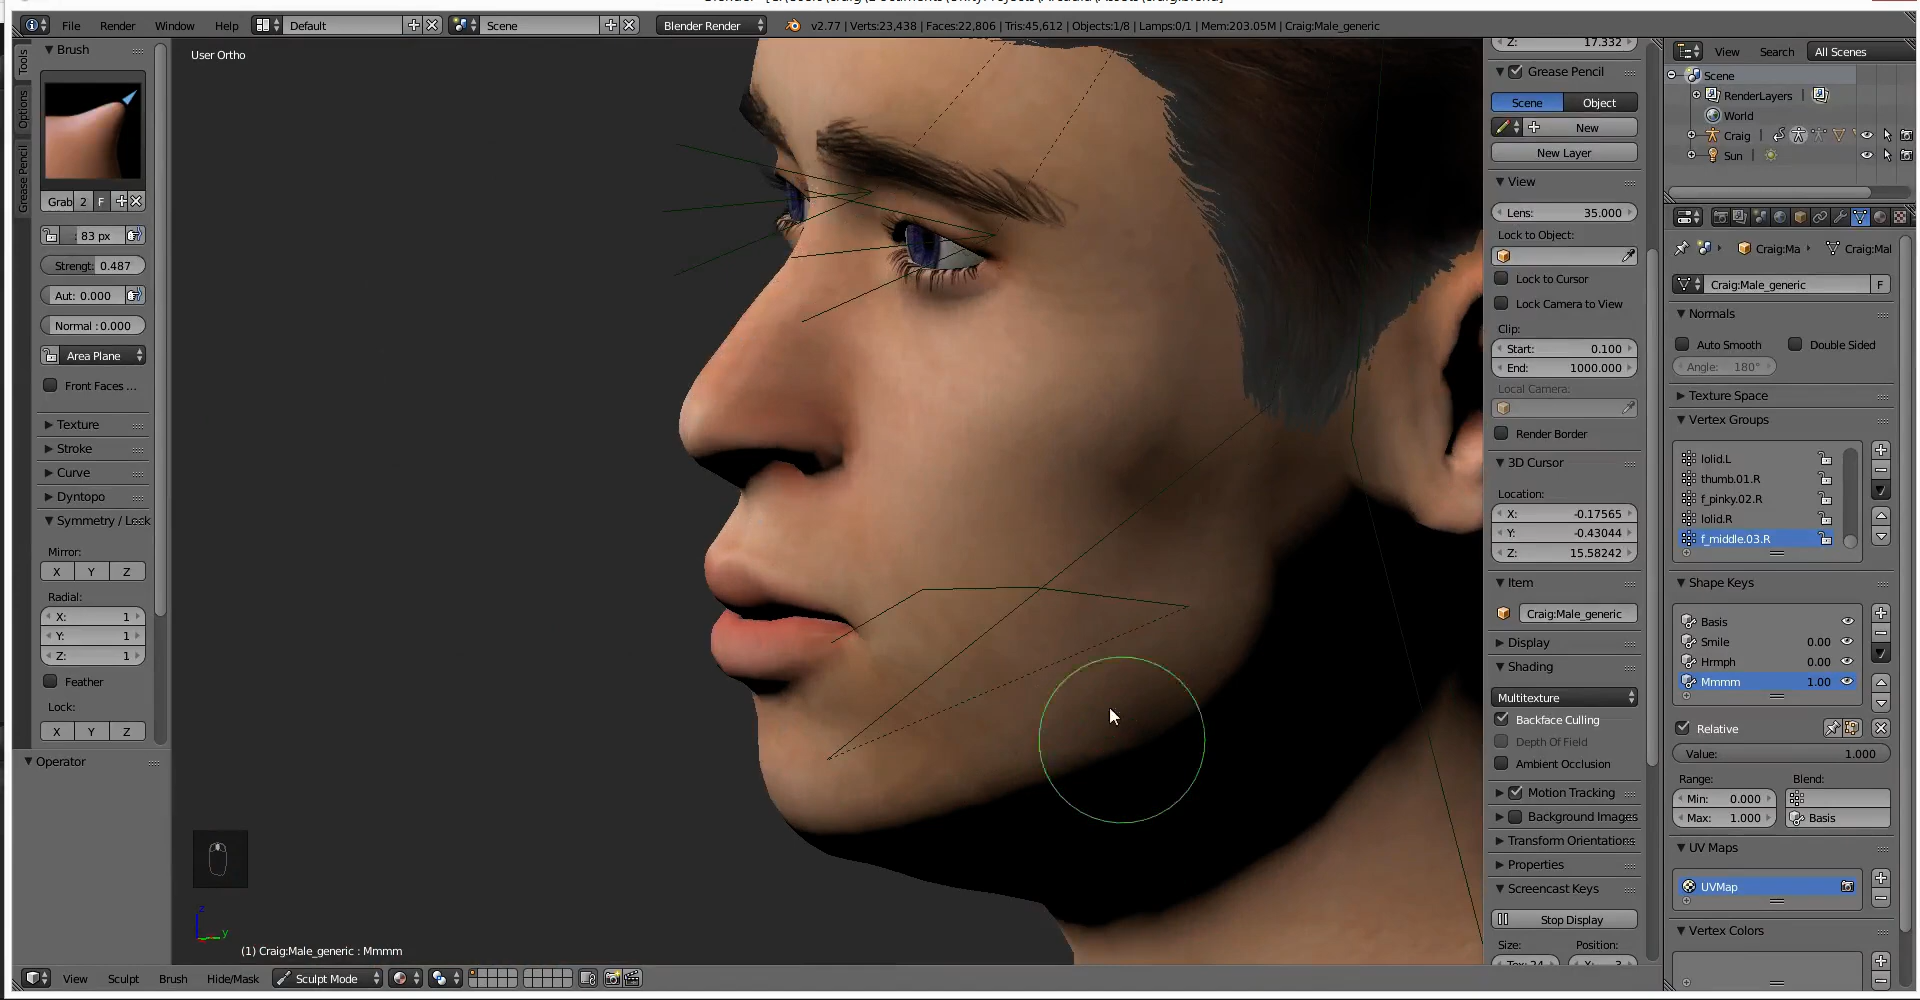 File Render Window Help Default Scene Blender Render v2.77 | Verts:23,438 | Faces:22,806 | Tris:45,612 | Objects:1/8 | Lamps:0/1 | Mem:203.05M | Craig:Male_generic
Tools
Options
Grease Pencil
Brush
Grab 2 F
83 px
Strengt: 0.487
Aut: 0.000
Normal : 0.000
Area Plane
Front Faces ...
Texture
Stroke
Curve
Dyntopo
Symmetry / Lock
Mirror:
X Y Z
Radial:
X: 1
Y: 1
Z: 1
Feather
Lock:
X Y Z
Operator
User Ortho
z
y
(1) Craig:Male_generic : Mmmm
View Sculpt Brush Hide/Mask Sculpt Mode
Z: 17.332
Grease Pencil
Scene Object
New
New Layer
View
Lens: 35.000
Lock to Object:
Lock to Cursor
Lock Camera to View
Clip:
Start: 0.100
End: 1000.000
Local Camera:
Render Border
3D Cursor
Location:
X: -0.17565
Y: -0.43044
Z: 15.58242
Item
Craig:Male_generic
Display
Shading
Multitexture
Backface Culling
Depth Of Field
Ambient Occlusion
Motion Tracking
Background Images
Transform Orientations
Properties
Screencast Keys
Stop Display
Size: Position:
View Search All Scenes
Scene
RenderLayers |
World
Craig |
Sun |
Craig:Ma Craig:Mal
Craig:Male_generic F
Normals
Auto Smooth Double Sided
Angle: 180°
Texture Space
Vertex Groups
lolid.L
thumb.01.R
f_pinky.02.R
lolid.R
f_middle.03.R
Shape Keys
Basis
Smile 0.00
Hrmph 0.00
Mmmm 1.00
Relative
Value: 1.000
Range: Blend:
Min: 0.000
Max: 1.000 Basis
UV Maps
UVMap
Vertex Colors